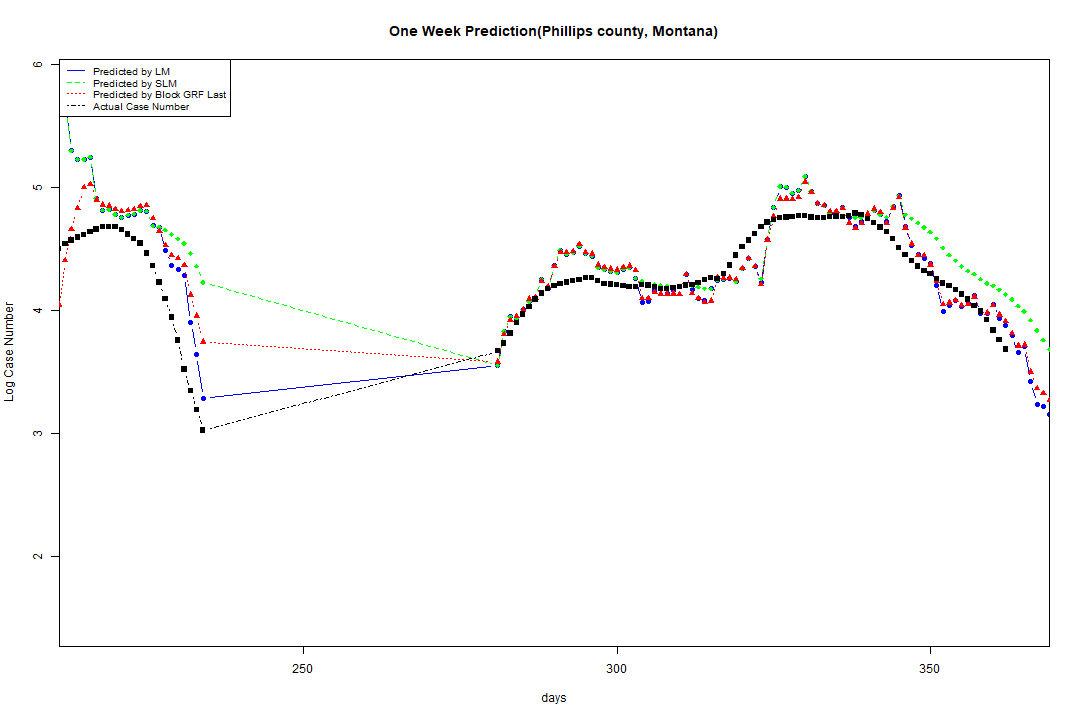 One Week Prediction(Phillips county, Montana)
Predicted by LM
Predicted by SLM
Predicted by Block GRF Last
Actual Case Number
6
5
4
3
2
Log Case Number
250
300
350
days